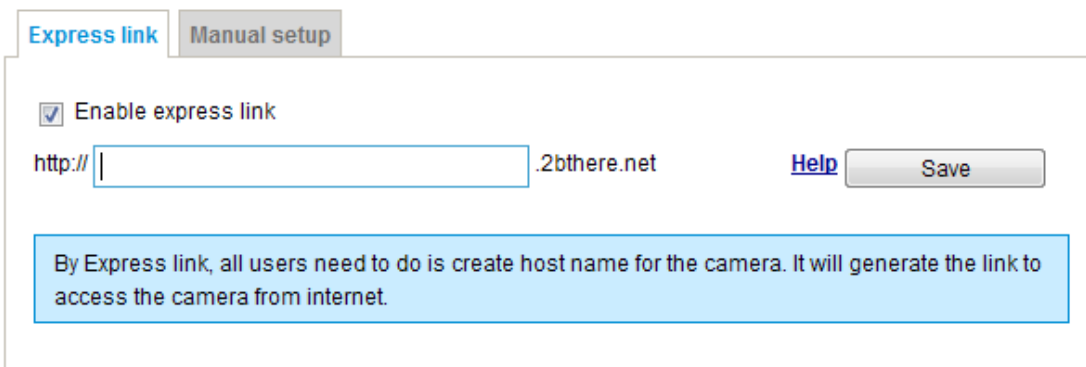 Express link Manual setup
Enable express link
http:// .2bthere.net Help Save
By Express link, all users need to do is create host name for the camera. It will generate the link to
access the camera from internet.